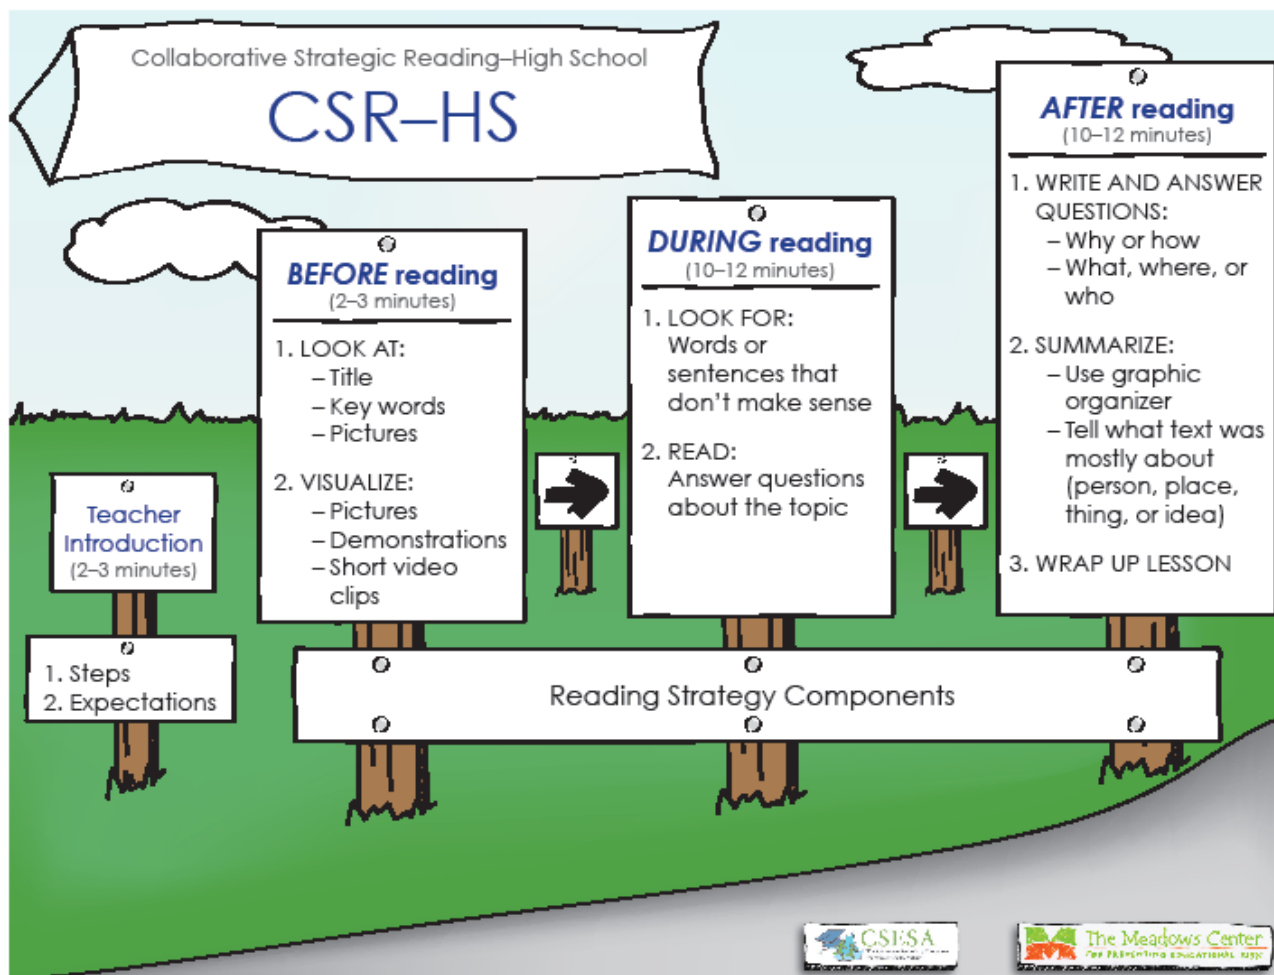 Collaborative Strategic Reading–High School
CSR–HS
Teacher
Introduction
(2–3 minutes)
1. Steps
2. Expectations
BEFORE reading
(2–3 minutes)
1. LOOK AT:
– Title
– Key words
– Pictures
2. VISUALIZE:
– Pictures
– Demonstrations
– Short video
clips
DURING reading
(10–12 minutes)
1. LOOK FOR:
Words or
sentences that
don't make sense
2. READ:
Answer questions
about the topic
AFTER reading
(10–12 minutes)
1. WRITE AND ANSWER
QUESTIONS:
– Why or how
– What, where, or
who
2. SUMMARIZE:
– Use graphic
organizer
– Tell what text was
mostly about
(person, place,
thing, or idea)
3. WRAP UP LESSON
Reading Strategy Components
CSESA
The Meadows Center
FOR PREVENTING EDUCATIONAL RISK